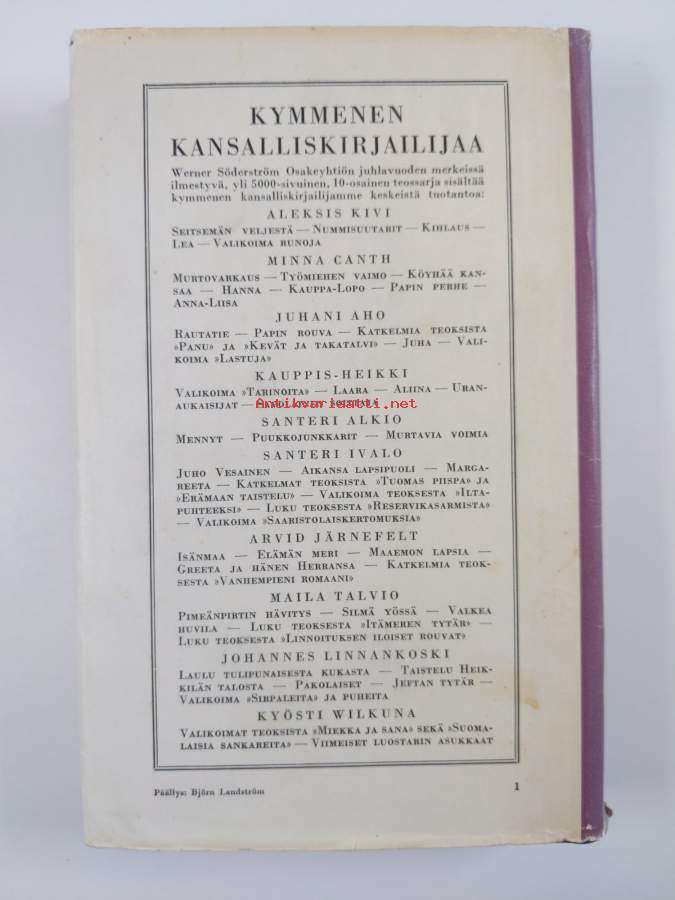 KYMMENEN
KANSALLISKIRJAILIJAA
Werner Söderström Osakeyhtiön juhlavuoden merkeissä
ilmestyvä, yli 5000-sivuinen, 10-osainen teossarja sisältää
kymmenen kansalliskirjailijamme keskeistä tuotantoa:
ALEKSIS KIVI
SEITSEMÄN VELJESTÄ — NUMMISUUTARIT — KIHLAUS —
LEA — VALIKOIMA RUNOJA
MINNA CANTH
MURTOVARKAUS — TYÖMIEHEN VAIMO — KÖYHÄÄ KAN-
SAA — HANNA — KAUPPA-LOPO — PAPIN PERHE —
ANNA-LIISA
JUHANI AHO
RAUTATIE — PAPIN ROUVA — KATKELMIA TEOKSISTA
»PANU» JA »KEVÄT JA TAKATALVI» — JUHA — VALI-
KOIMA »LASTUJA»
KAUPPIS-HEIKKI
VALIKOIMA »TARINOITA» — LAARA — ALIINA — URAN-
AUKAISIJAT —
Antikvariaatti.net
SANTERI ALKIO
MENNYT — PUUKKOJUNKKARIT — MURTAVIA VOIMIA
SANTERI IVALO
JUHO VESAINEN — AIKANSA LAPSIPUOLI — MARGA-
REETA — KATKELMAT TEOKSISTA »TUOMAS PIISPA» JA
»ERÄMAAN TAISTELU» — VALIKOIMA TEOKSESTA »ILTA-
PUHTEEKSI» — LUKU TEOKSESTA »RESERVIKASARMISTA»
— VALIKOIMA »SAARISTOLAISKERTOMUKSIA»
ARVID JÄRNEFELT
ISÄNMAA — ELÄMÄN MERI — MAAEMON LAPSIA —
GREETA JA HÄNEN HERRANSA — KATKELMIA TEOK-
SESTA »VANHEMPIENI ROMAANI»
MAILA TALVIO
PIMEÄNPIRTIN HÄVITYS — SILMÄ YÖSSÄ — VALKEA
HUVILA — LUKU TEOKSESTA »ITÄMEREN TYTÄR» —
LUKU TEOKSESTA »LINNOITUKSEN ILOISET ROUVAT»
JOHANNES LINNANKOSKI
LAULU TULIPUNAISESTA KUKASTA — TAISTELU HEIK-
KILÄN TALOSTA — PAKOLAISET — JEFTAN TYTÄR —
VALIKOIMA »SIRPALEITA» JA PUHEITA
KYÖSTI WILKUNA
VALIKOIMAT TEOKSISTA »MIEKKA JA SANA» SEKÄ »SUOMA-
LAISIA SANKAREITA» — VIIMEISET LUOSTARIN ASUKKAAT
Päällys: Björn Landström 1